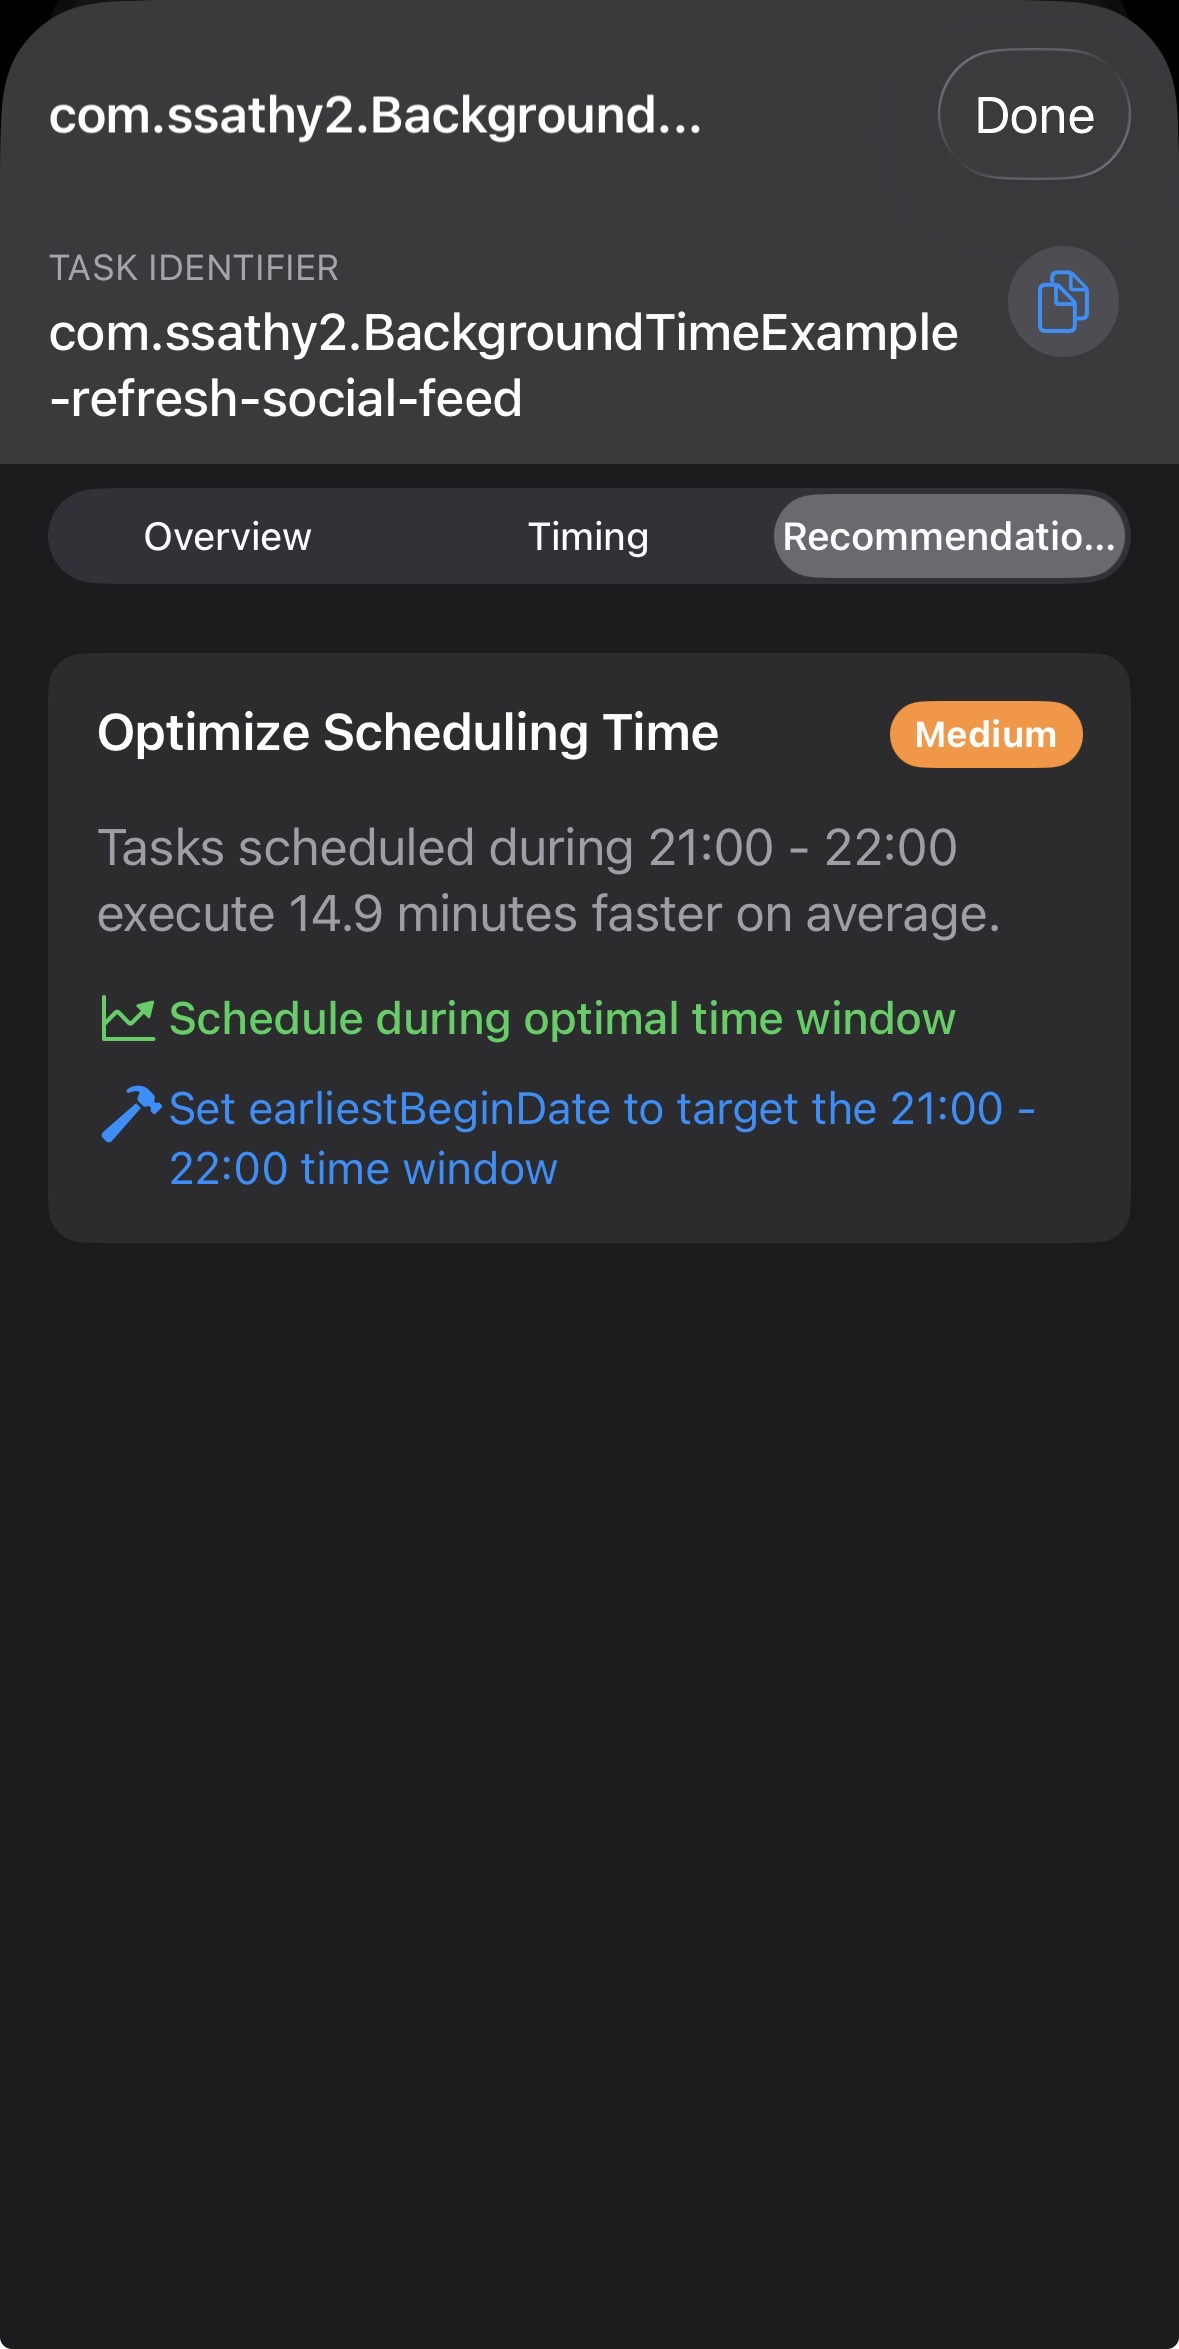 com.ssathy2.Background...
Done
TASK IDENTIFIER
com.ssathy2.BackgroundTimeExample
-refresh-social-feed
Overview
Timing
Recommendatio...
Optimize Scheduling Time
Medium
Tasks scheduled during 21:00 - 22:00
execute 14.9 minutes faster on average.
Schedule during optimal time window
Set earliestBeginDate to target the 21:00 -
22:00 time window